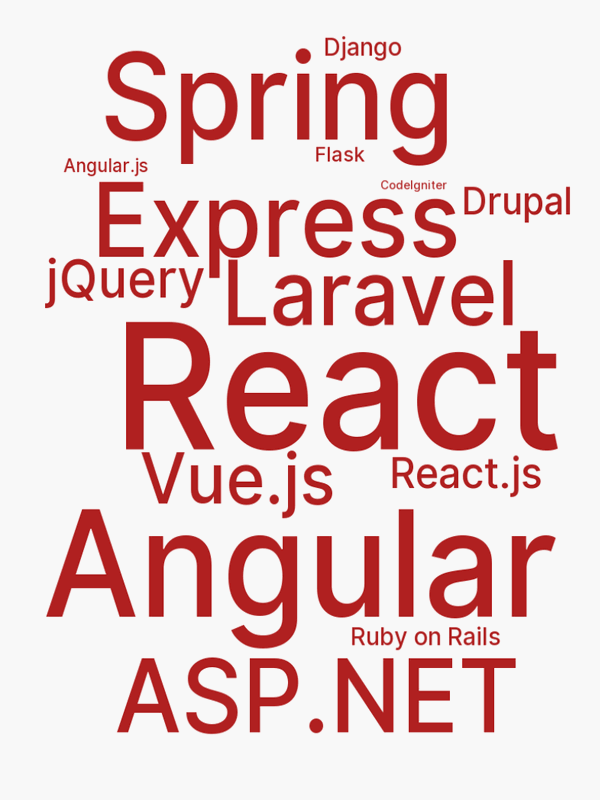 Django
Spring
Flask
Angular.js
CodeIgniter
Express
Drupal
jQuery
Laravel
React
Vue.js
React.js
Angular
Ruby on Rails
ASP.NET